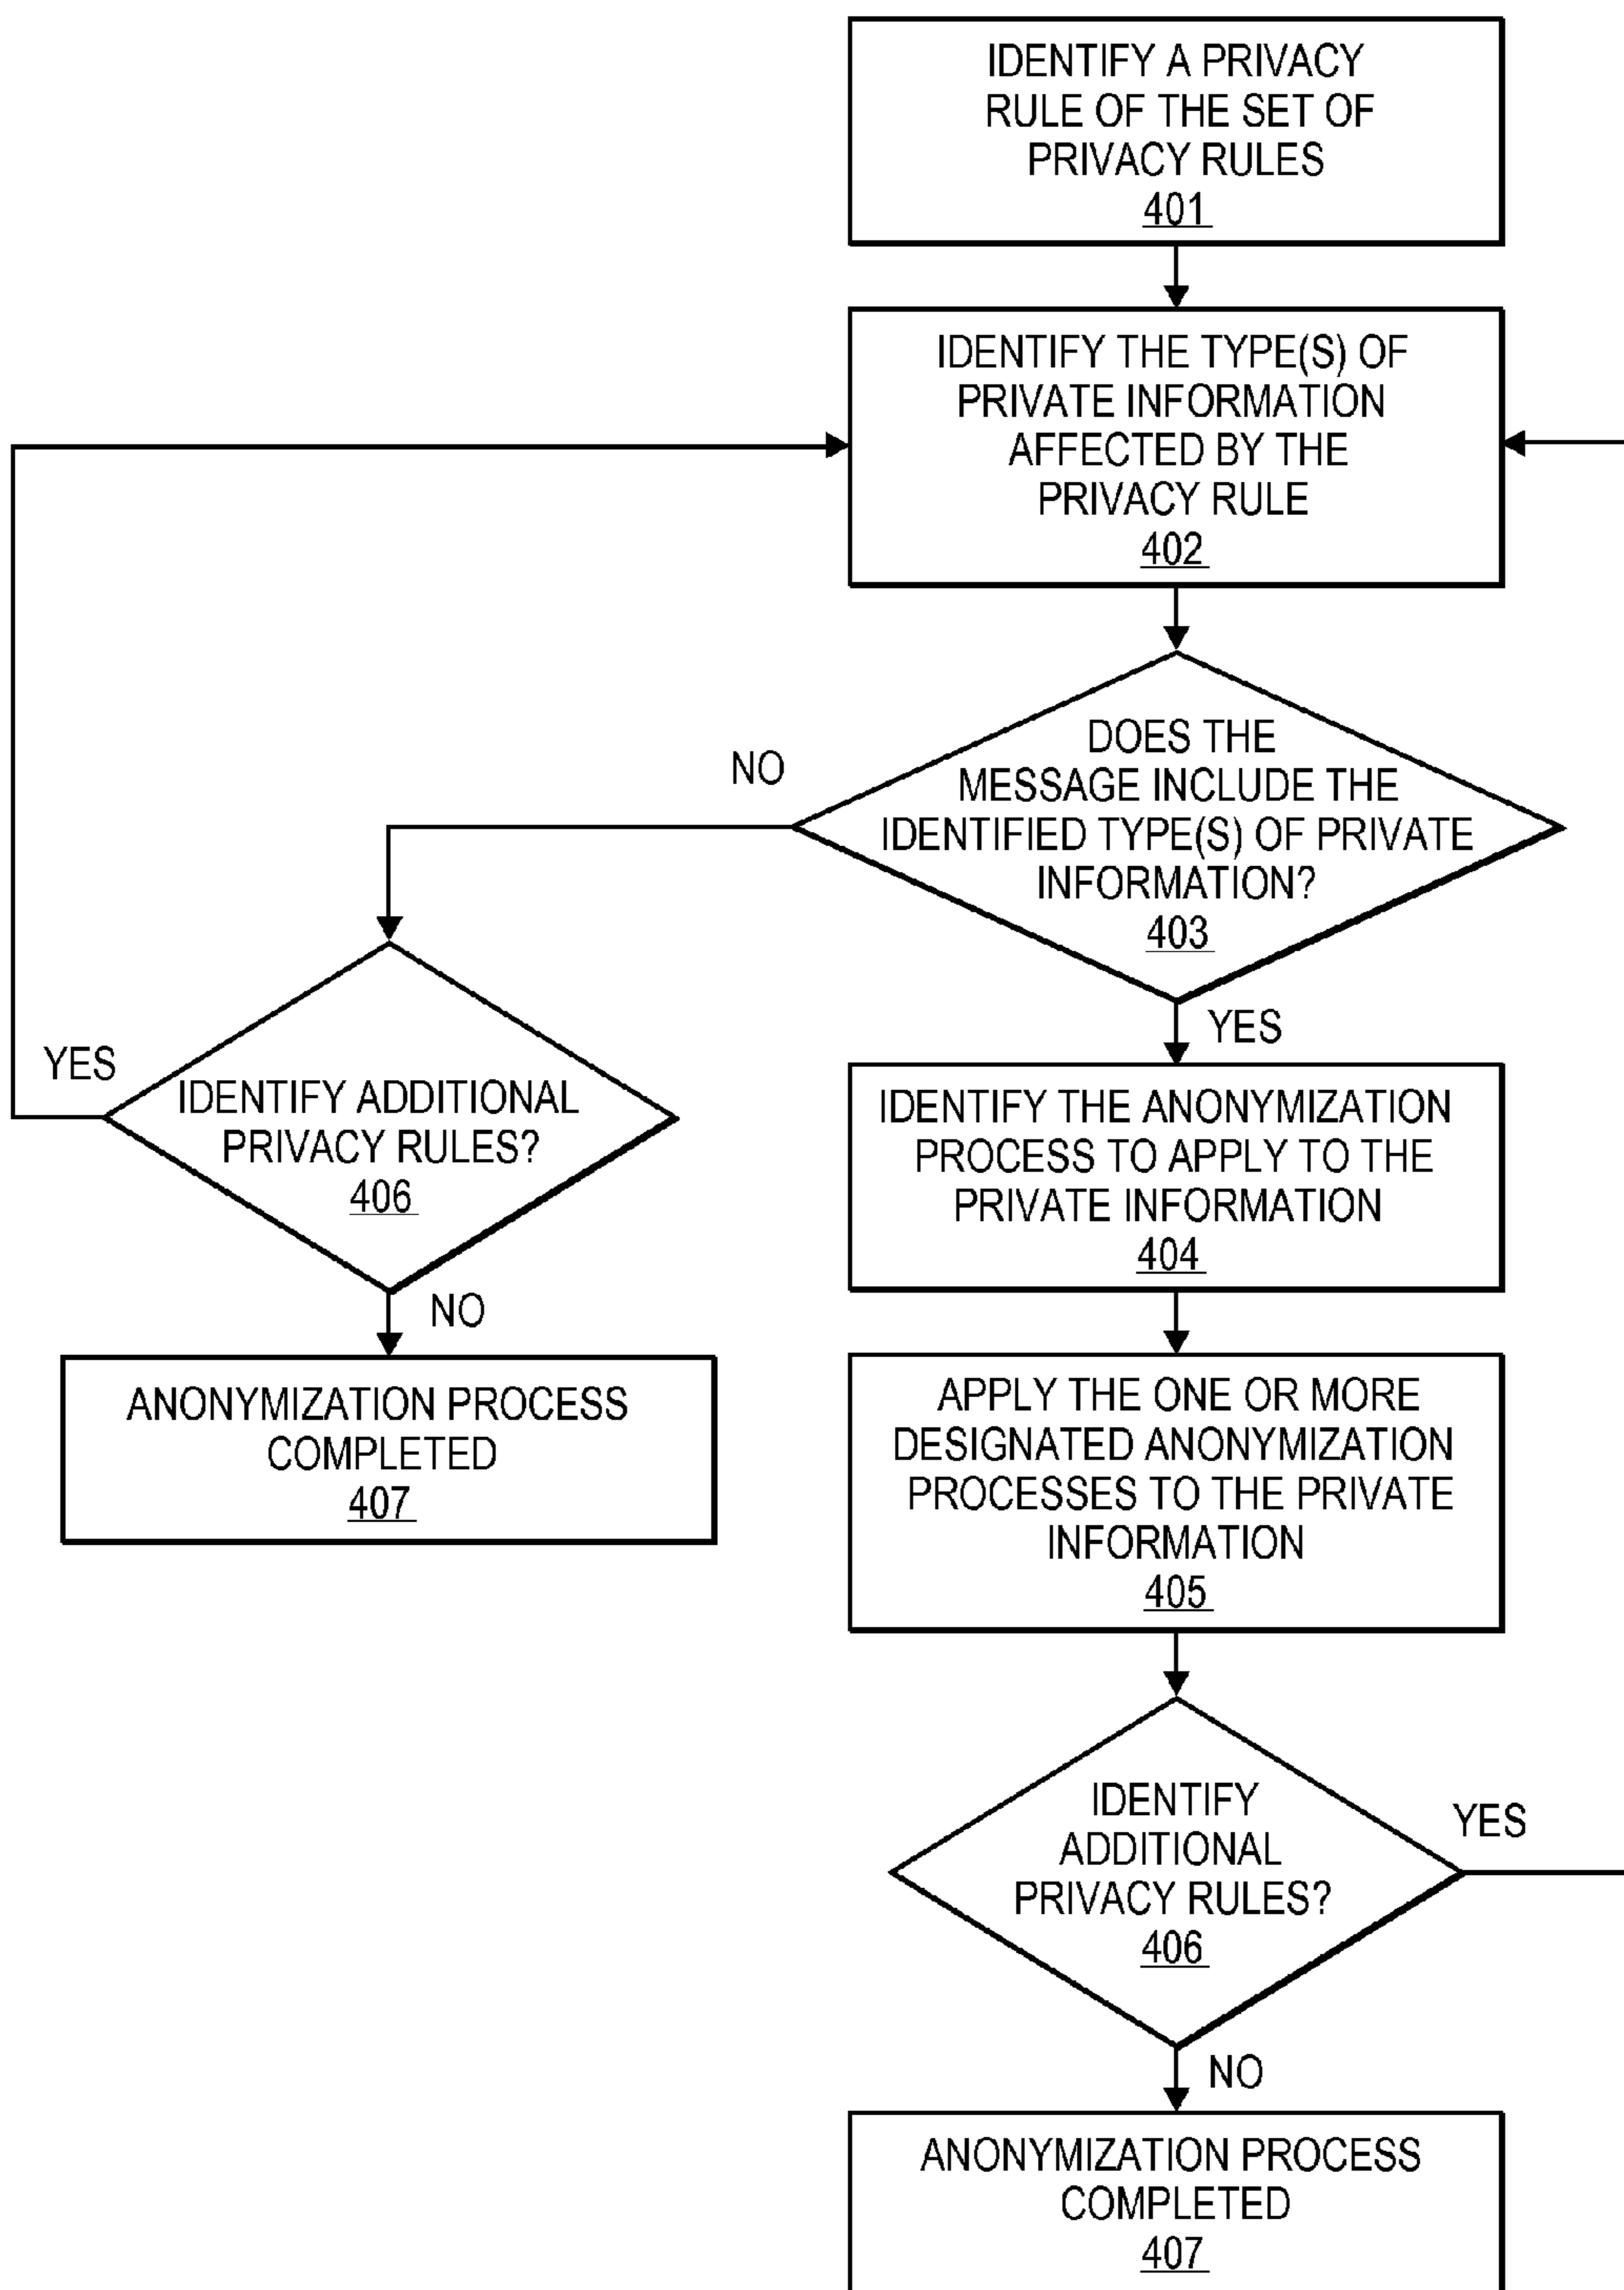 IDENTIFY A PRIVACY
RULE OF THE SET OF
PRIVACY RULES
401
IDENTIFY THE TYPE(S) OF
PRIVATE INFORMATION
AFFECTED BY THE
PRIVACY RULE
402
DOES THE
MESSAGE INCLUDE THE
IDENTIFIED TYPE(S) OF PRIVATE
INFORMATION?
403
NO
YES
IDENTIFY ADDITIONAL
PRIVACY RULES?
406
YES
NO
ANONYMIZATION PROCESS
COMPLETED
407
IDENTIFY THE ANONYMIZATION
PROCESS TO APPLY TO THE
PRIVATE INFORMATION
404
APPLY THE ONE OR MORE
DESIGNATED ANONYMIZATION
PROCESSES TO THE PRIVATE
INFORMATION
405
IDENTIFY
ADDITIONAL
PRIVACY RULES?
406
YES
NO
ANONYMIZATION PROCESS
COMPLETED
407